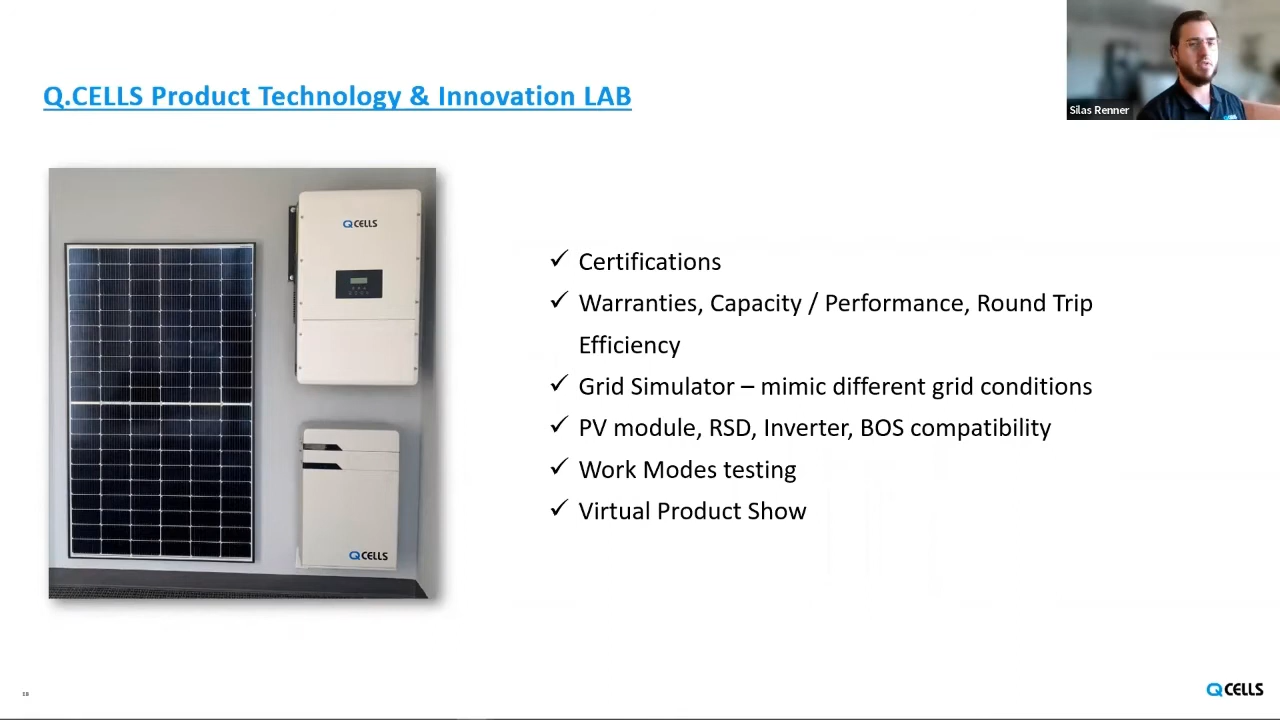 Q.CELLS Product Technology & Innovation LAB
Silas Renner
Q CELLS
Q CELLS
✓ Certifications
✓ Warranties, Capacity / Performance, Round Trip
Efficiency
✓ Grid Simulator – mimic different grid conditions
✓ PV module, RSD, Inverter, BOS compatibility
✓ Work Modes testing
✓ Virtual Product Show
Q CELLS